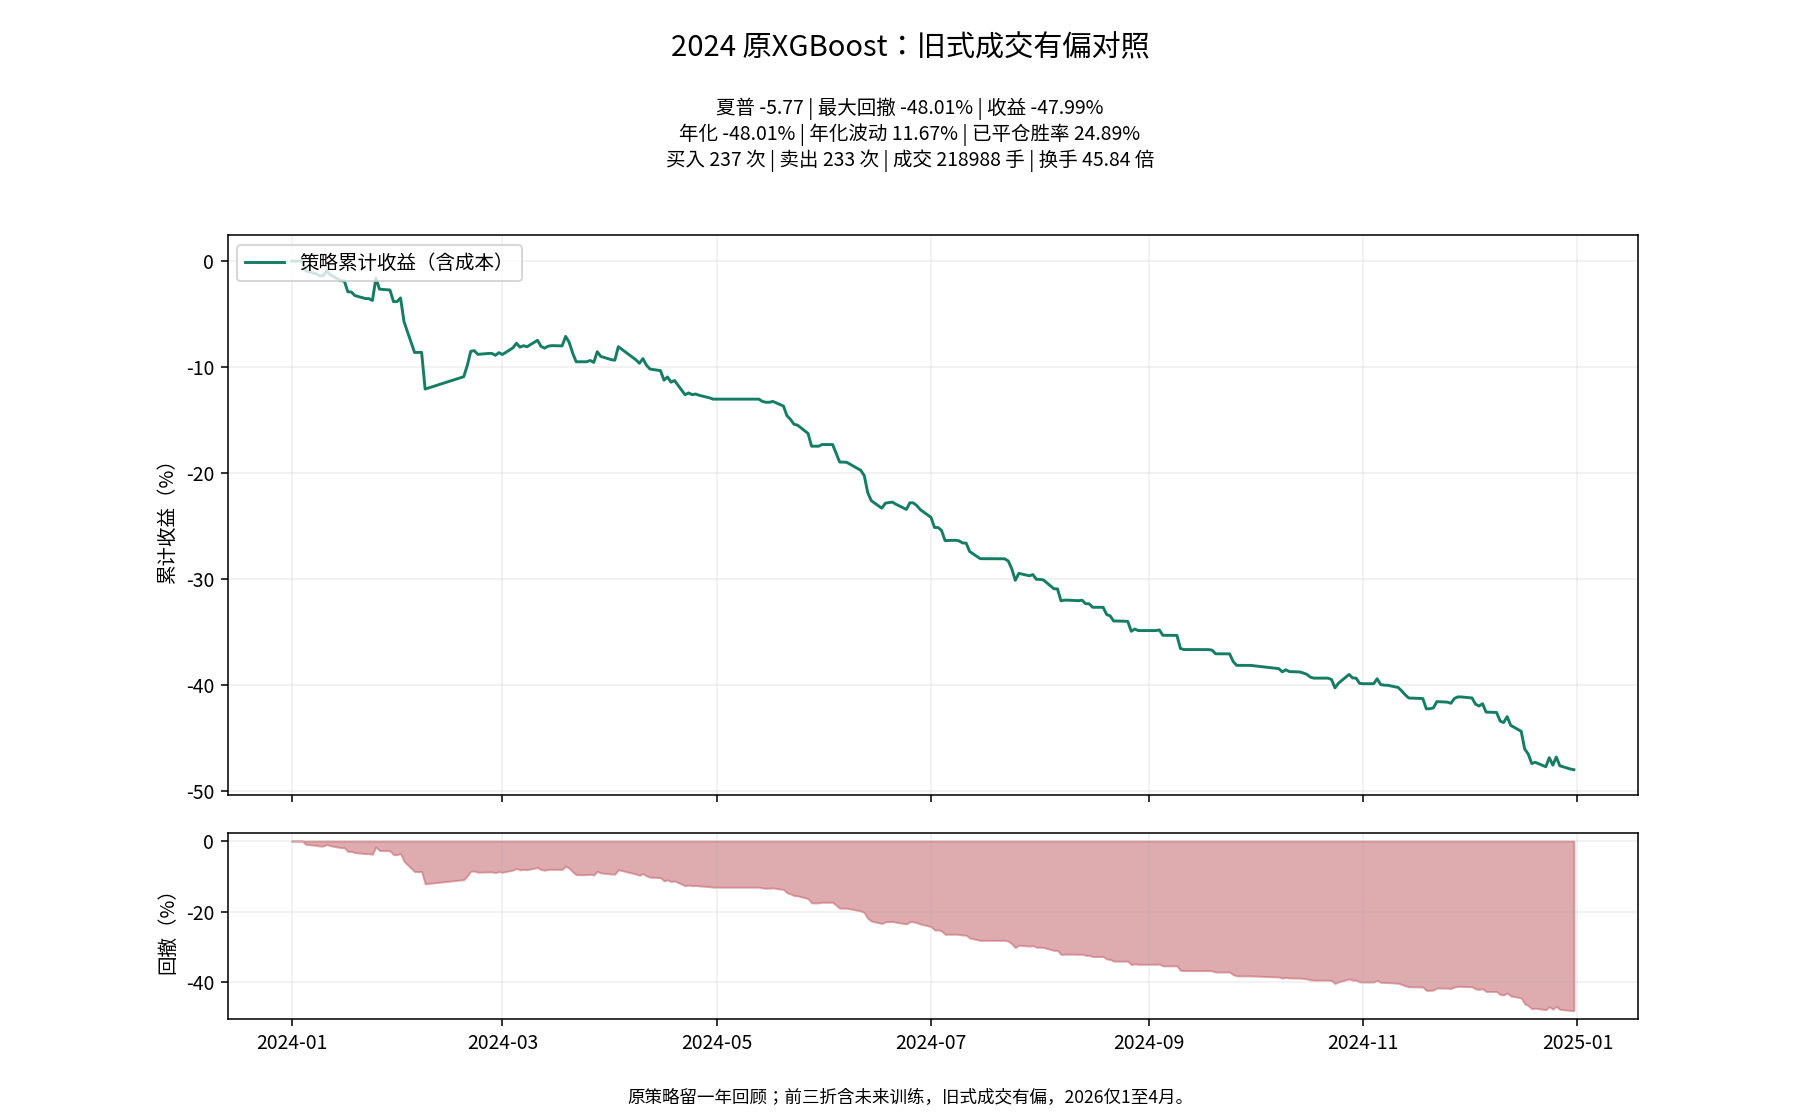 2024 原XGBoost：旧式成交有偏对照
夏普 -5.77 | 最大回撤 -48.01% | 收益 -47.99%
年化 -48.01% | 年化波动 11.67% | 已平仓胜率 24.89%
买入 237 次 | 卖出 233 次 | 成交 218988 手 | 换手 45.84 倍
策略累计收益（含成本）
累计收益（%）
0
-10
-20
-30
-40
-50
回撤（%）
0
-20
-40
2024-01
2024-03
2024-05
2024-07
2024-09
2024-11
2025-01
原策略留一年回顾；前三折含未来训练，旧式成交有偏，2026仅1至4月。